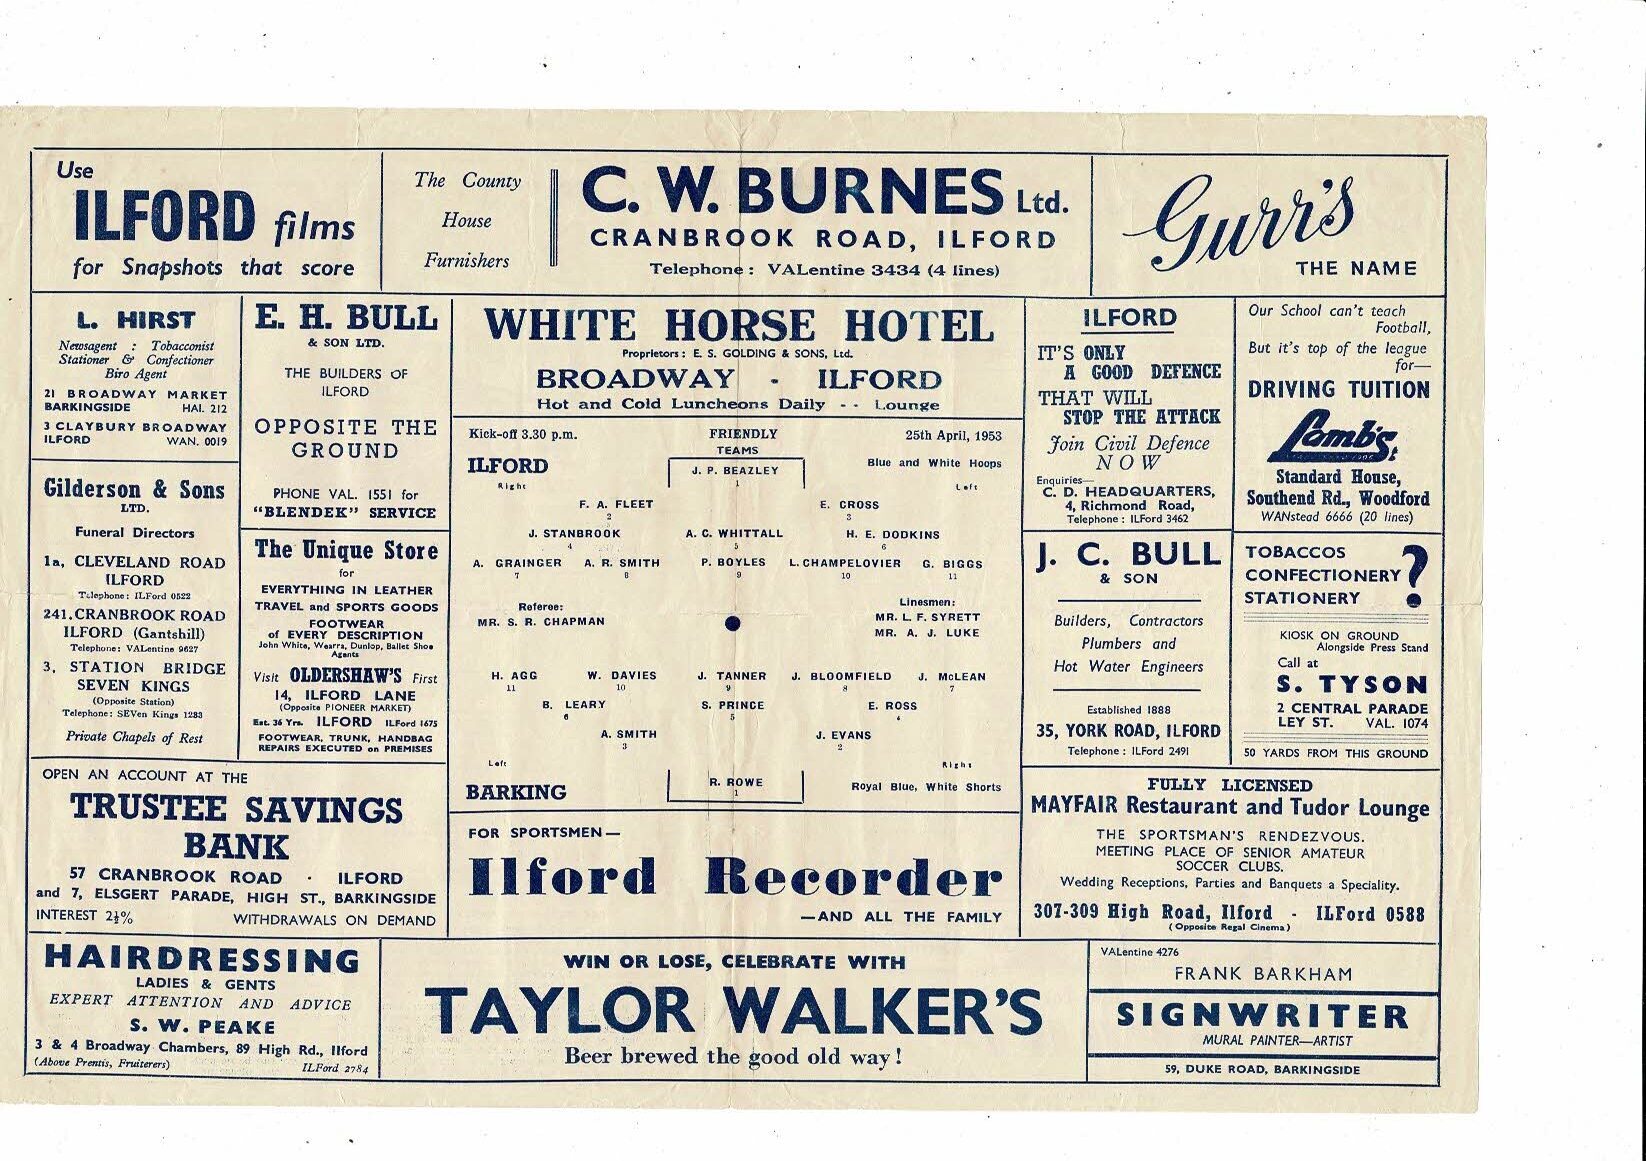 Use
ILFORD films
for Snapshots that score
The County
House
Furnishers
C. W. BURNES Ltd.
CRANBROOK ROAD, ILFORD
Telephone : VALentine 3434 (4 lines)
Gurr's
THE NAME
L. HIRST
Newsagent : Tobacconist
Stationer & Confectioner
Biro Agent
21 BROADWAY MARKET
BARKINGSIDE HAI. 212
3 CLAYBURY BROADWAY
ILFORD WAN. 0019
Gilderson & Sons
LTD.
Funeral Directors
1a, CLEVELAND ROAD
ILFORD
Telephone : ILFord 0522
241, CRANBROOK ROAD
ILFORD (Gantshill)
Telephone : VALentine 9627
3, STATION BRIDGE
SEVEN KINGS
(Opposite Station)
Telephone : SEVen Kings 1283
Private Chapels of Rest
E. H. BULL
& SON LTD.
THE BUILDERS OF
ILFORD
OPPOSITE THE
GROUND
PHONE VAL. 1551 for
"BLENDEK" SERVICE
The Unique Store
for
EVERYTHING IN LEATHER
TRAVEL and SPORTS GOODS
FOOTWEAR
of EVERY DESCRIPTION
John White, Wearra, Dunlop, Ballet Shoe
Agents
Visit OLDERSHAW'S First
14, ILFORD LANE
(Opposite PIONEER MARKET)
Est. 36 Yrs. ILFORD ILFord 1675
FOOTWEAR, TRUNK, HANDBAG
REPAIRS EXECUTED on PREMISES
WHITE HORSE HOTEL
Proprietors : E. S. GOLDING & SONS, Ltd.
BROADWAY - ILFORD
Hot and Cold Luncheons Daily - - Lounge
Kick-off 3.30 p.m. FRIENDLY 25th April, 1953
TEAMS
ILFORD J. P. BEAZLEY Blue and White Hoops
Right 1 Left
F. A. FLEET E. CROSS
2 3
J. STANBROOK A. C. WHITTALL H. E. DODKINS
4 5 6
A. GRAINGER A. R. SMITH P. BOYLES L. CHAMPELOVIER G. BIGGS
7 8 9 10 11
Referee: Linesmen:
MR. S. R. CHAPMAN MR. L. F. SYRETT
MR. A. J. LUKE
H. AGG W. DAVIES J. TANNER J. BLOOMFIELD J. McLEAN
11 10 9 8 7
B. LEARY S. PRINCE E. ROSS
6 5 4
A. SMITH J. EVANS
3 2
Left Right
BARKING R. ROWE Royal Blue, White Shorts
1
FOR SPORTSMEN—
Ilford Recorder
—AND ALL THE FAMILY
ILFORD
IT'S ONLY
A GOOD DEFENCE
THAT WILL
STOP THE ATTACK
Join Civil Defence
NOW
Enquiries—
C. D. HEADQUARTERS,
4, Richmond Road,
Telephone : ILFord 3462
Our School can't teach
Football,
But it's top of the league
for—
DRIVING TUITION
Lamb's
Standard House,
Southend Rd., Woodford
WANstead 6666 (20 lines)
J. C. BULL
& SON
Builders, Contractors
Plumbers and
Hot Water Engineers
Established 1888
35, YORK ROAD, ILFORD
Telephone : ILFord 2491
TOBACCOS
CONFECTIONERY ?
STATIONERY
KIOSK ON GROUND
Alongside Press Stand
Call at
S. TYSON
2 CENTRAL PARADE
LEY ST. VAL. 1074
50 YARDS FROM THIS GROUND
OPEN AN ACCOUNT AT THE
TRUSTEE SAVINGS
BANK
57 CRANBROOK ROAD · ILFORD
and 7, ELSGERT PARADE, HIGH ST., BARKINGSIDE
INTEREST 2½% WITHDRAWALS ON DEMAND
FULLY LICENSED
MAYFAIR Restaurant and Tudor Lounge
THE SPORTSMAN'S RENDEZVOUS.
MEETING PLACE OF SENIOR AMATEUR
SOCCER CLUBS.
Wedding Receptions, Parties and Banquets a Speciality.
307-309 High Road, Ilford - ILFord 0588
(Opposite Regal Cinema)
HAIRDRESSING
LADIES & GENTS
EXPERT ATTENTION AND ADVICE
S. W. PEAKE
3 & 4 Broadway Chambers, 89 High Rd., Ilford
(Above Prentis, Fruiterers) ILFord 2784
WIN OR LOSE, CELEBRATE WITH
TAYLOR WALKER'S
Beer brewed the good old way!
VALentine 4276
FRANK BARKHAM
SIGNWRITER
MURAL PAINTER—ARTIST
59, DUKE ROAD, BARKINGSIDE